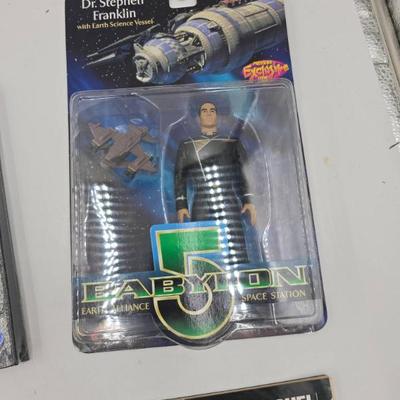 Dr. Stephen
Franklin
with Earth Science Vessel
Exclusive
BABYLON
5
EARTH ALLIANCE SPACE STATION